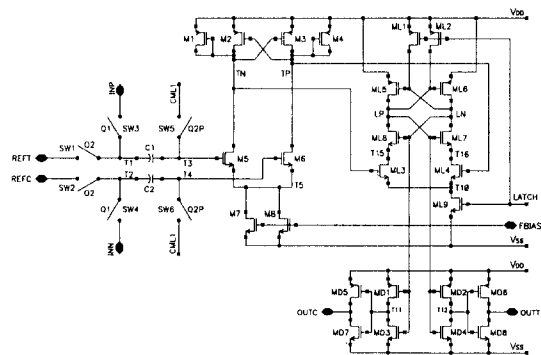 M1 M2 M3 M4 ML1 ML2 VDD
TN TP
INP CML1 ML5 ML6
Q1 SW3 SW5 Q2P LP LN
SW1 Q2 C1 ML8 ML7
REFT T1 T3 M5 M6 T15 T16
REFC T2 T4 T5 ML3 ML4
SW2 Q2 C2 T10
Q1 SW4 SW6 Q2P M7 M8 ML9 LATCH
FBIAS
INN CML1 VSS
VDD
MD5 MD1 MD2 MD6
OUTC T11 T12 OUTT
MD7 MD3 MD4 MD8
VSS